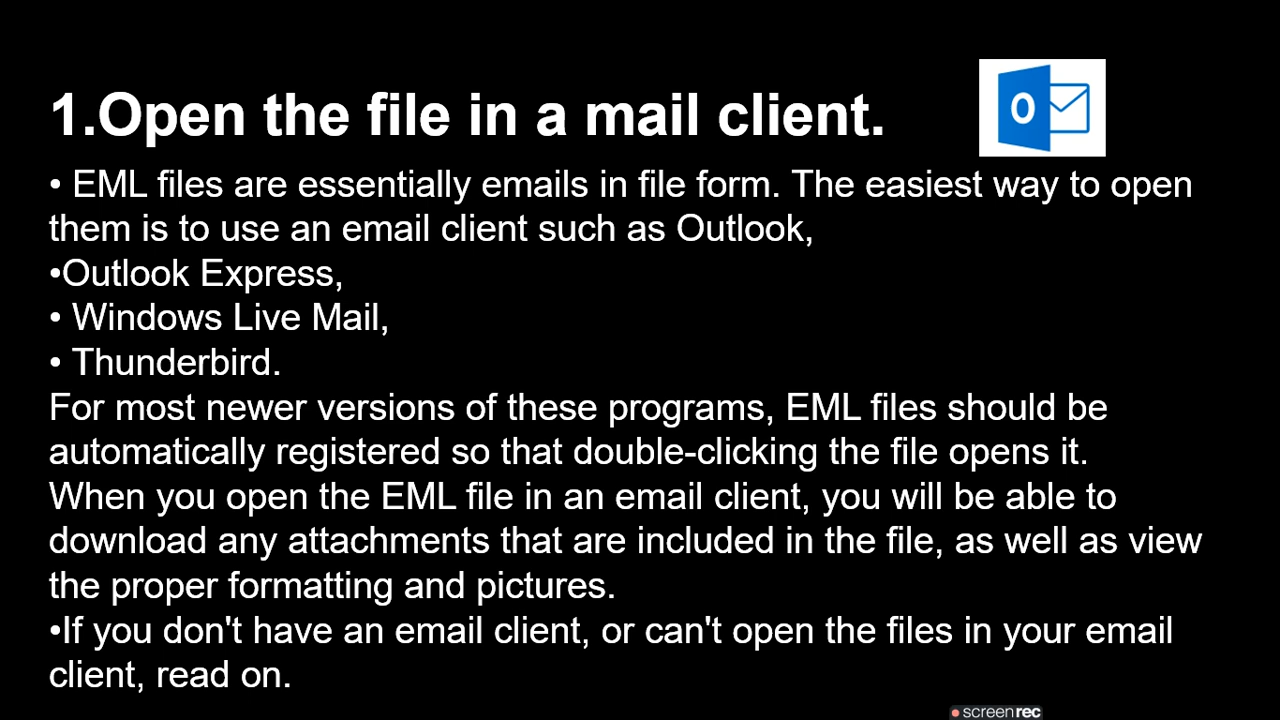 1.Open the file in a mail client.
O
• EML files are essentially emails in file form. The easiest way to open
them is to use an email client such as Outlook,
•Outlook Express,
• Windows Live Mail,
• Thunderbird.
For most newer versions of these programs, EML files should be
automatically registered so that double-clicking the file opens it.
When you open the EML file in an email client, you will be able to
download any attachments that are included in the file, as well as view
the proper formatting and pictures.
•If you don't have an email client, or can't open the files in your email
client, read on.
screenrec